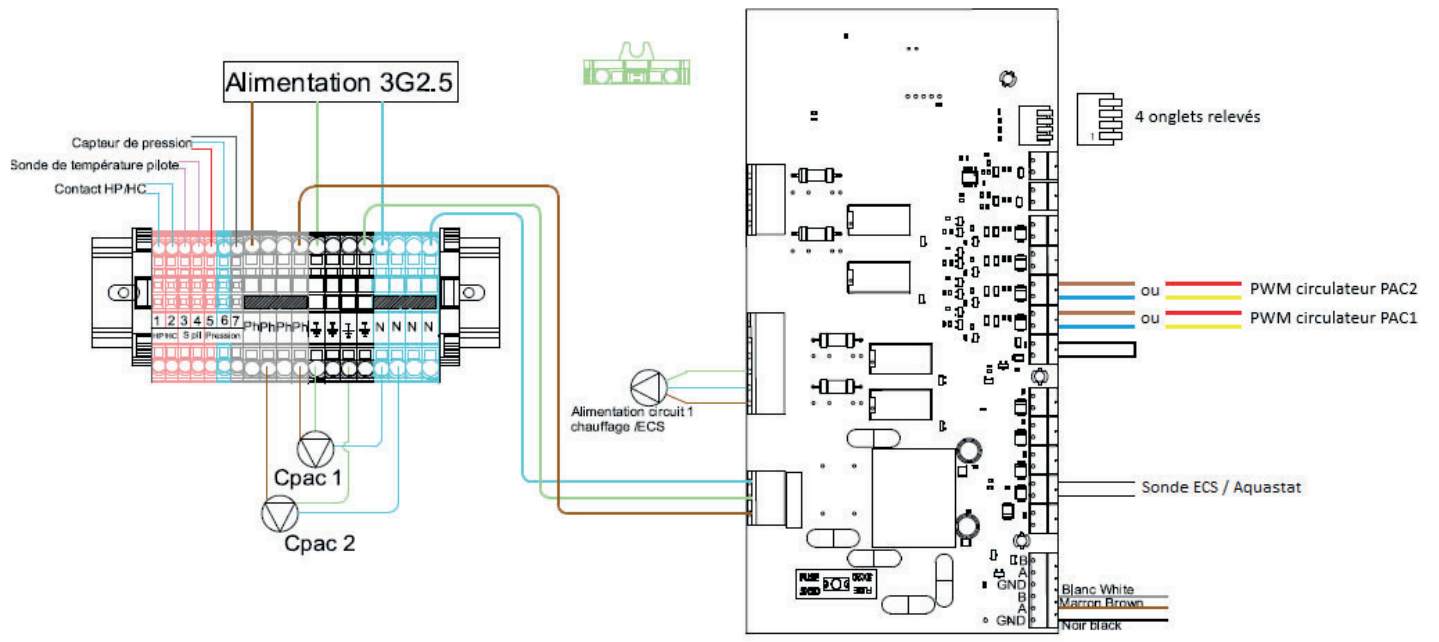 Alimentation 3G2.5
Capteur de pression
Sonde de température pilote
Contact HP/HC
1 2 3 4 5 6 7
HP HC S pil Pression
Ph Ph Ph Ph
N N N N
Cpac 1
Cpac 2
Alimentation circuit 1
chauffage /ECS
1
4 onglets relevés
ou
PWM circulateur PAC2
ou
PWM circulateur PAC1
Sonde ECS / Aquastat
B
A
GND
B
A
GND
Blanc White
Marron Brown
Noir black